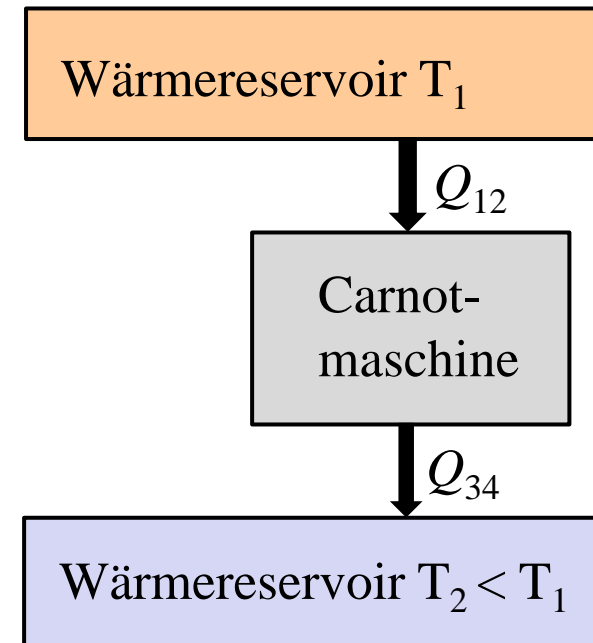 Wärmereservoir T₁
Q₁₂
Carnot-
maschine
Q₃₄
Wärmereservoir T₂ < T₁